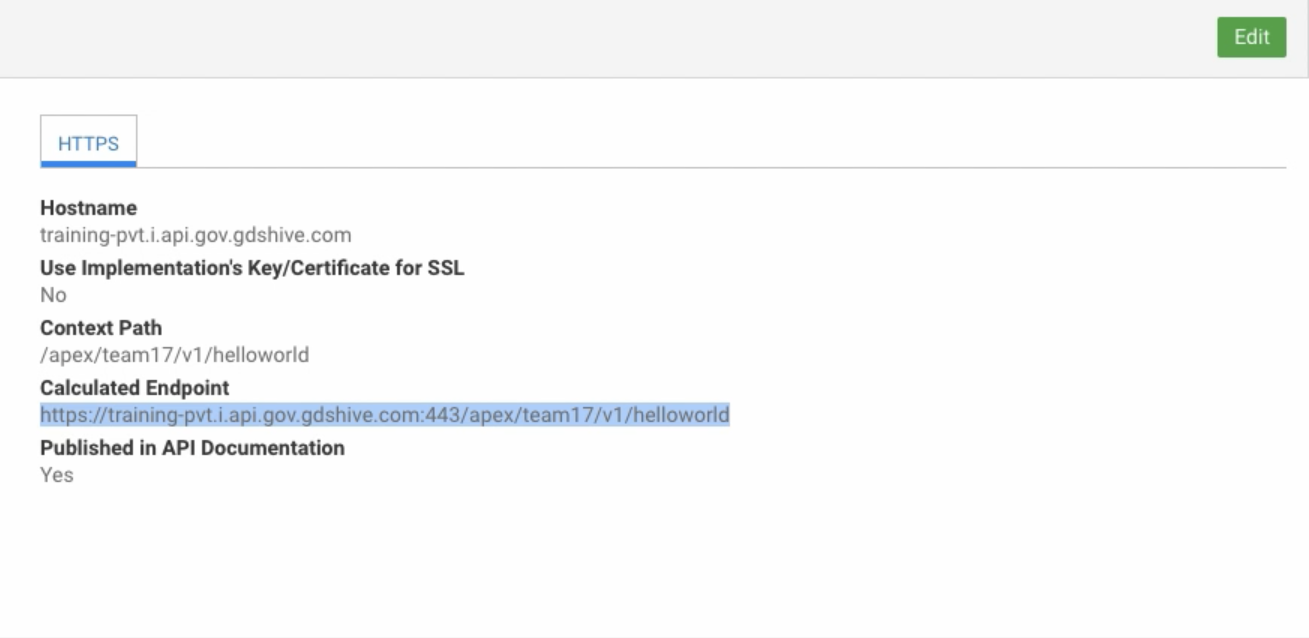 Edit
HTTPS
Hostname
training-pvt.i.api.gov.gdshive.com
Use Implementation's Key/Certificate for SSL
No
Context Path
/apex/team17/v1/helloworld
Calculated Endpoint
https://training-pvt.i.api.gov.gdshive.com:443/apex/team17/v1/helloworld
Published in API Documentation
Yes